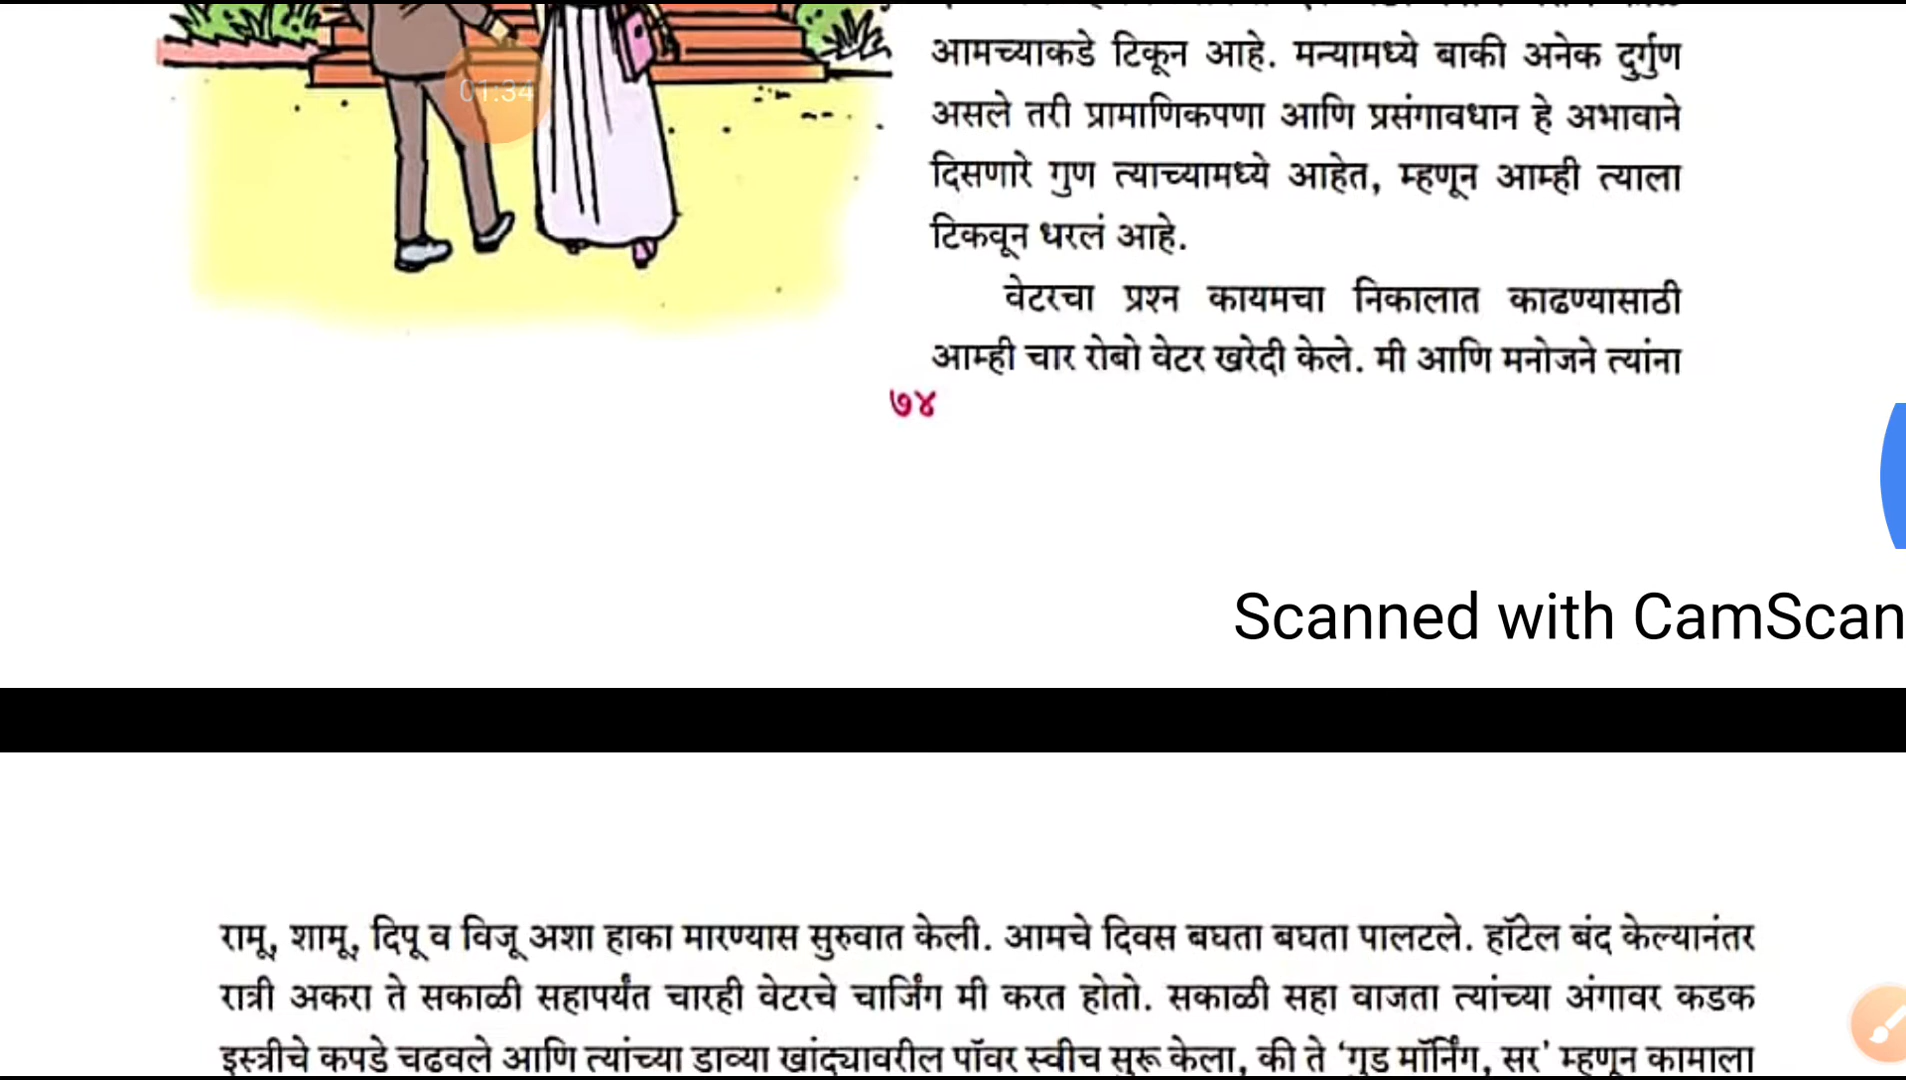 आमच्याकडे टिकून आहे. मन्यामध्ये बाकी अनेक दुर्गुण
असले तरी प्रामाणिकपणा आणि प्रसंगावधान हे अभावाने
दिसणारे गुण त्याच्यामध्ये आहेत, म्हणून आम्ही त्याला
टिकवून धरलं आहे.
वेटरचा प्रश्न कायमचा निकालात काढण्यासाठी
आम्ही चार रोबो वेटर खरेदी केले. मी आणि मनोजने त्यांना
७४
01:34
Scanned with CamScan
रामू, शामू, दिपू व विजू अशा हाका मारण्यास सुरुवात केली. आमचे दिवस बघता बघता पालटले. हॉटेल बंद केल्यानंतर
रात्री अकरा ते सकाळी सहापर्यंत चारही वेटरचे चार्जिंग मी करत होतो. सकाळी सहा वाजता त्यांच्या अंगावर कडक
इस्त्रीचे कपडे चढवले आणि त्यांच्या डाव्या खांद्यावरील पॉवर स्वीच सुरू केला, की ते ‘गुड मॉर्निंग, सर’ म्हणून कामाला